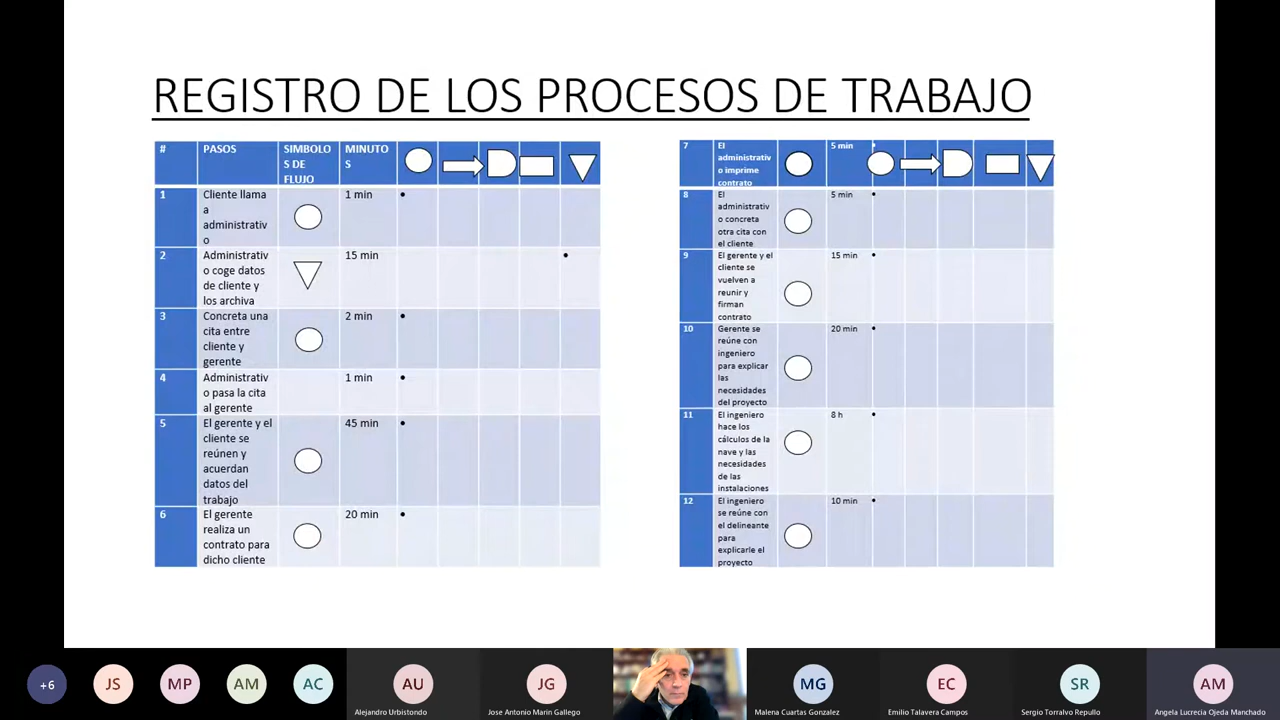 REGISTRO DE LOS PROCESOS DE TRABAJO
# PASOS SIMBOLO MINUTO
S DE S
FLUJO
1 Cliente llama 1 min •
a
administrativ
o
2 Administrativ 15 min •
o coge datos
de cliente y
los archiva
3 Concreta una 2 min •
cita entre
cliente y
gerente
4 Administrativ 1 min •
o pasa la cita
al gerente
5 El gerente y el 45 min •
cliente se
reúnen y
acuerdan
datos del
trabajo
6 El gerente 20 min •
realiza un
contrato para
dicho cliente
7 El 5 min •
administrativ
o imprime
contrato
8 El 5 min •
administrativ
o concreta
otra cita con
el cliente
9 El gerente y el 15 min •
cliente se
vuelven a
reunir y
firman
contrato
10 Gerente se 20 min •
reúne con
ingeniero
para explicar
las
necesidades
del proyecto
11 El ingeniero 8 h •
hace los
cálculos de la
nave y las
necesidades
de las
instalaciones
12 El ingeniero 10 min •
se reúne con
el delineante
para
explicarle el
proyecto
+6 JS MP AM AC AU JG MG EC SR AM
Alejandro Urbistondo Jose Antonio Marin Gallego Malena Cuartas Gonzalez Emilio Talavera Campos Sergio Torralvo Repullo Angela Lucrecia Ojeda Manchado